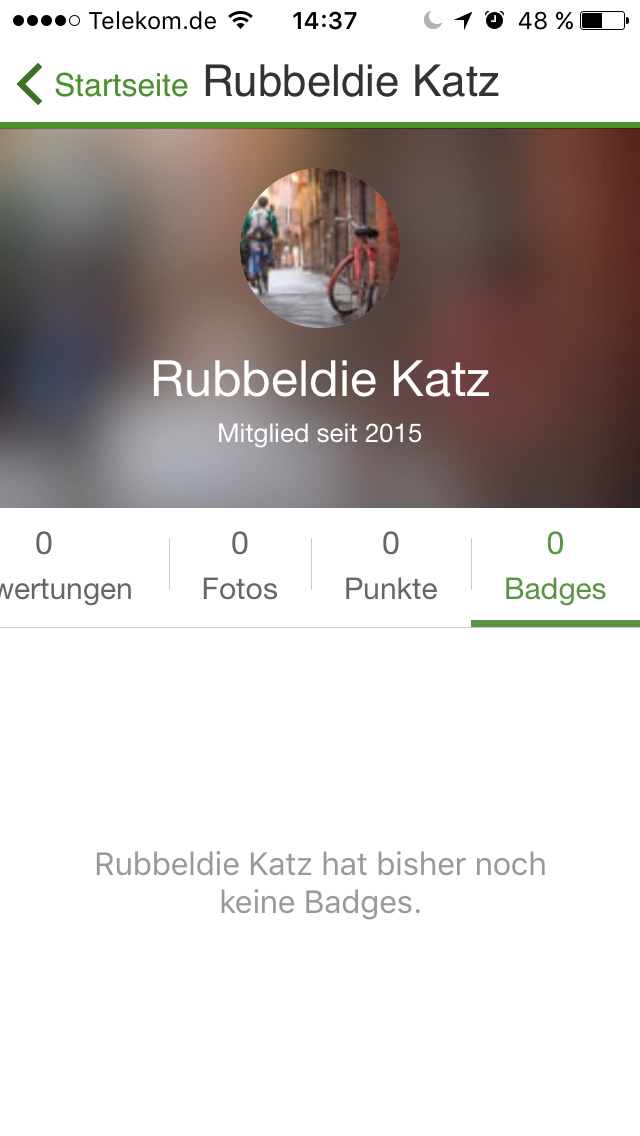 Telekom.de 14:37 48 %
Startseite Rubbeldie Katz
Rubbeldie Katz
Mitglied seit 2015
0 0 0 0
wertungen Fotos Punkte Badges
Rubbeldie Katz hat bisher noch
keine Badges.